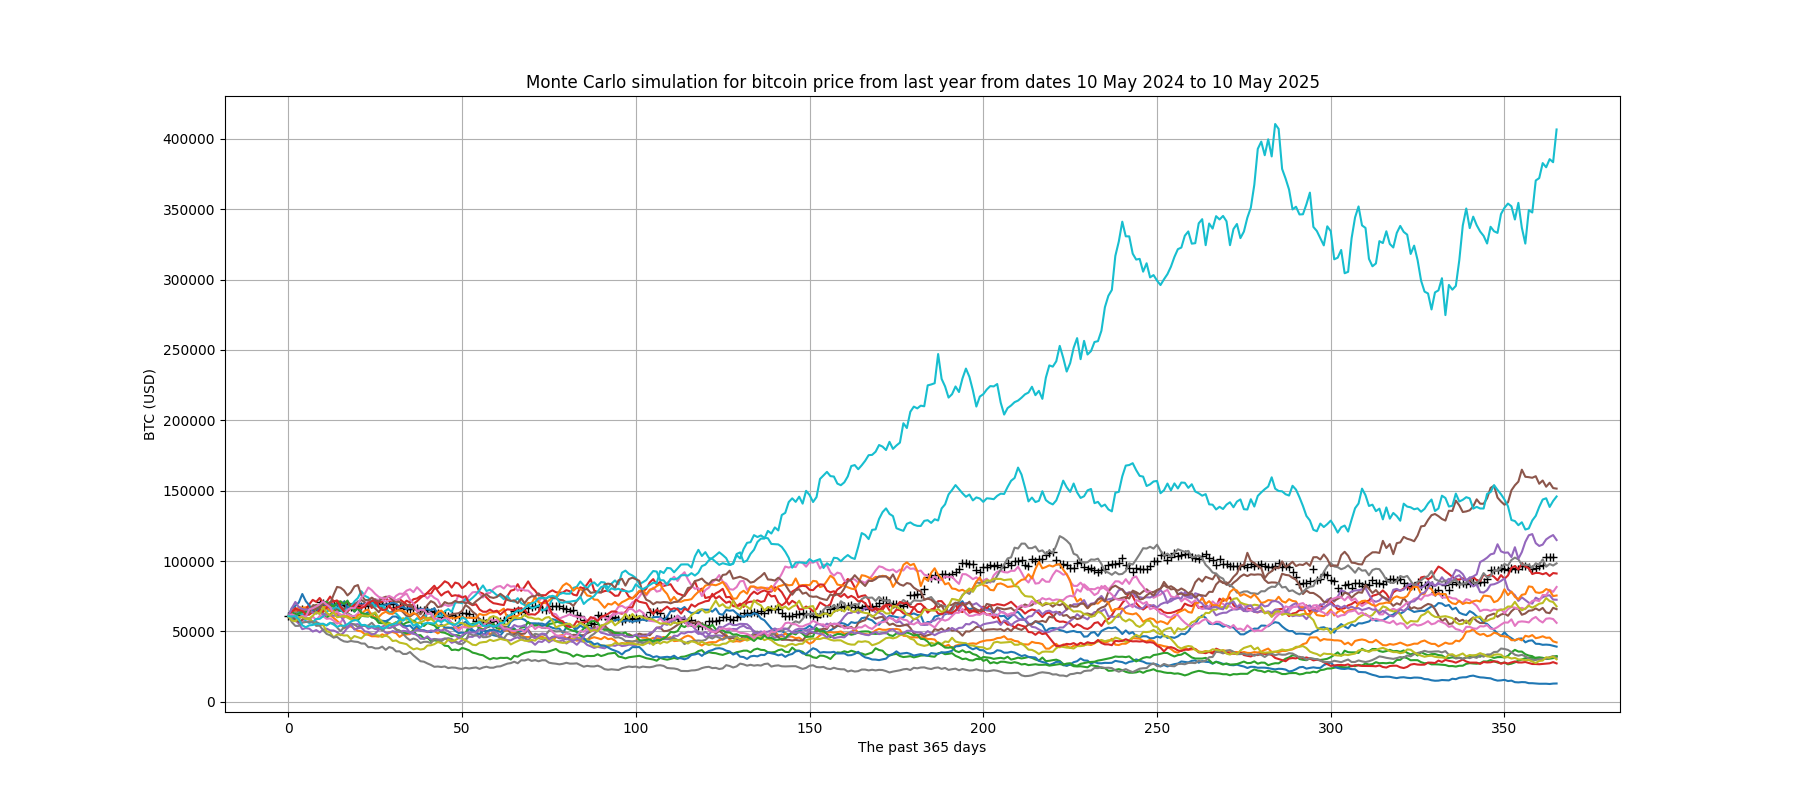 Monte Carlo simulation for bitcoin price from last year from dates 10 May 2024 to 10 May 2025
400000
350000
300000
250000
200000
150000
100000
50000
0
BTC (USD)
0 50 100 150 200 250 300 350
The past 365 days